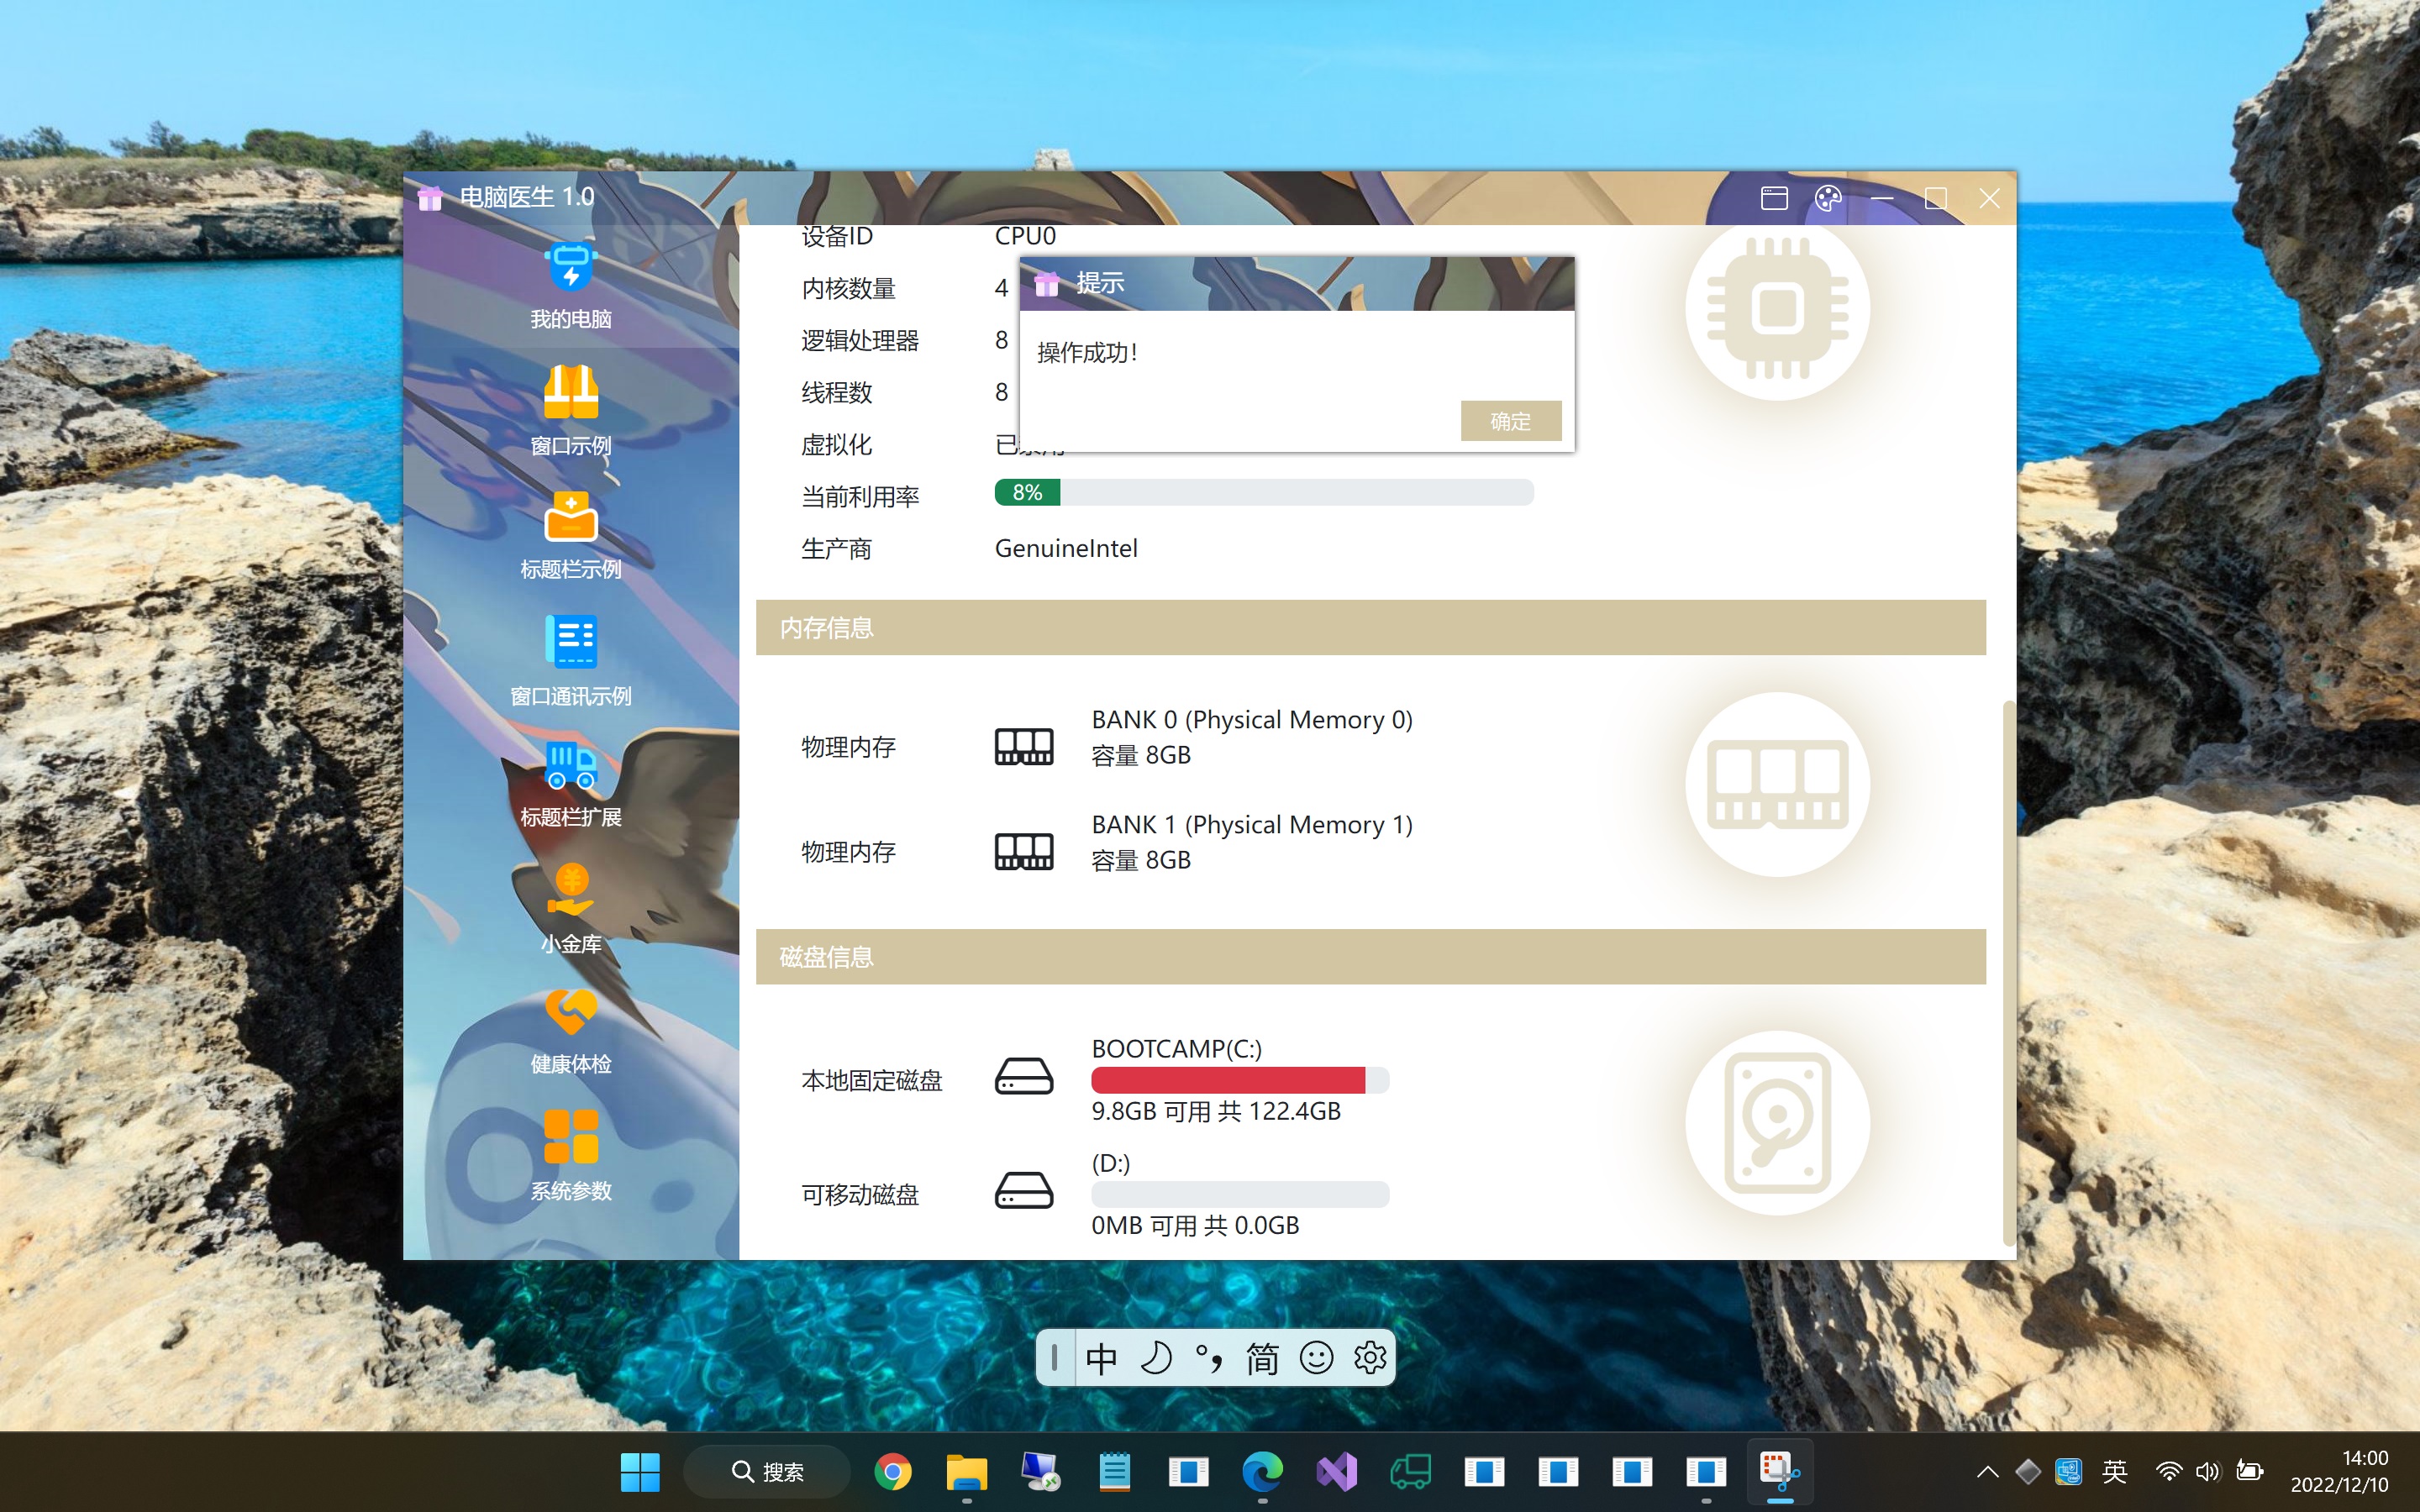 电脑医生 1.0
我的电脑
窗口示例
标题栏示例
窗口通讯示例
标题栏扩展
小金库
健康体检
系统参数
设备ID CPU0
内核数量 4
逻辑处理器 8
线程数 8
虚拟化
当前利用率 8%
生产商 GenuineIntel
提示
操作成功!
确定
内存信息
物理内存
BANK 0 (Physical Memory 0)
容量 8GB
物理内存
BANK 1 (Physical Memory 1)
容量 8GB
磁盘信息
本地固定磁盘
BOOTCAMP(C:)
9.8GB 可用 共 122.4GB
可移动磁盘
(D:)
0MB 可用 共 0.0GB
中 °, 简
搜索
英
14:00
2022/12/10